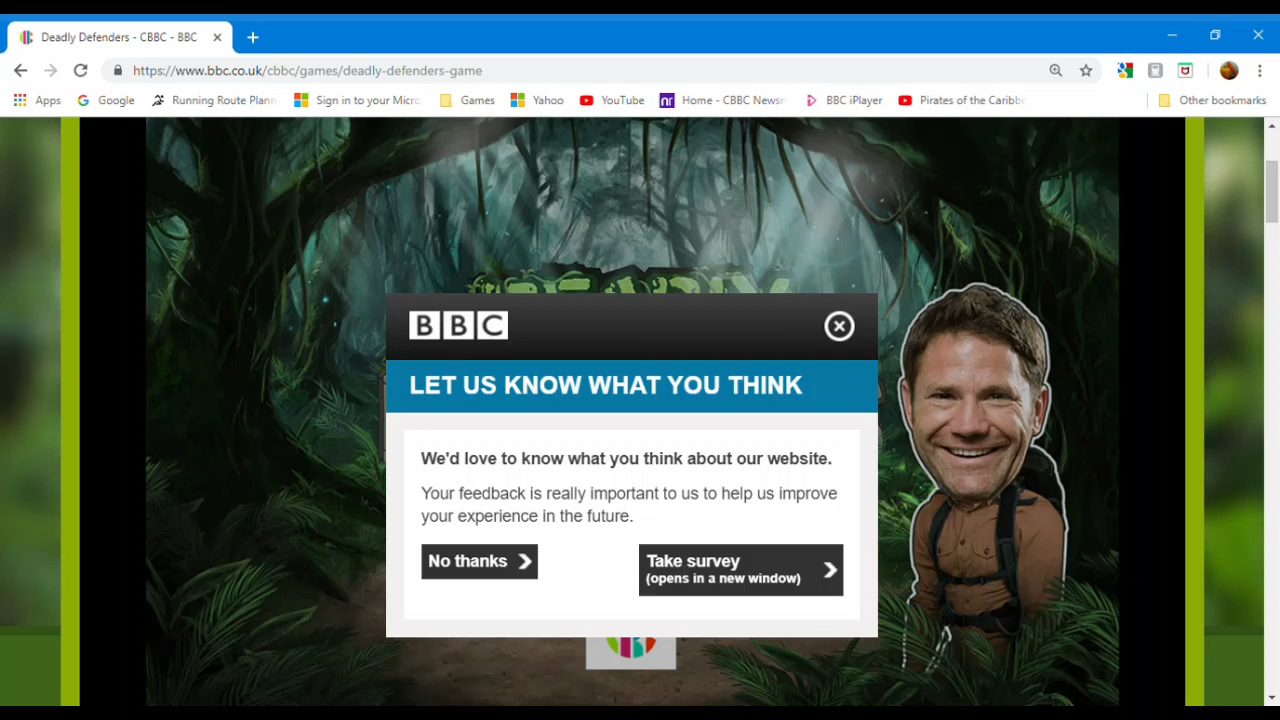 Deadly Defenders - CBBC - BBC
https://www.bbc.co.uk/cbbc/games/deadly-defenders-game
Apps Google Running Route Plann Sign in to your Micro Games Yahoo YouTube Home - CBBC Newsr BBC iPlayer Pirates of the Caribbe Other bookmarks
BBC
LET US KNOW WHAT YOU THINK
We'd love to know what you think about our website.
Your feedback is really important to us to help us improve
your experience in the future.
No thanks
Take survey
(opens in a new window)